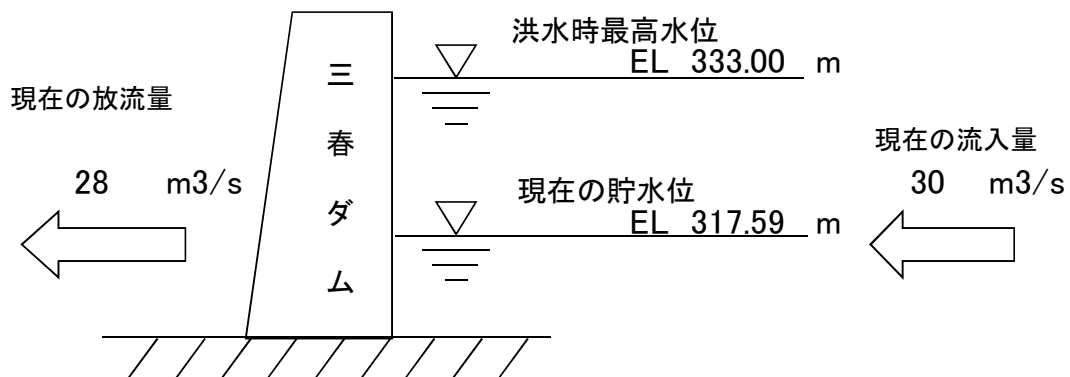 洪水時最高水位
EL 333.00 m
現在の放流量
28 m3/s
三春ダム
現在の流入量
30 m3/s
現在の貯水位
EL 317.59 m